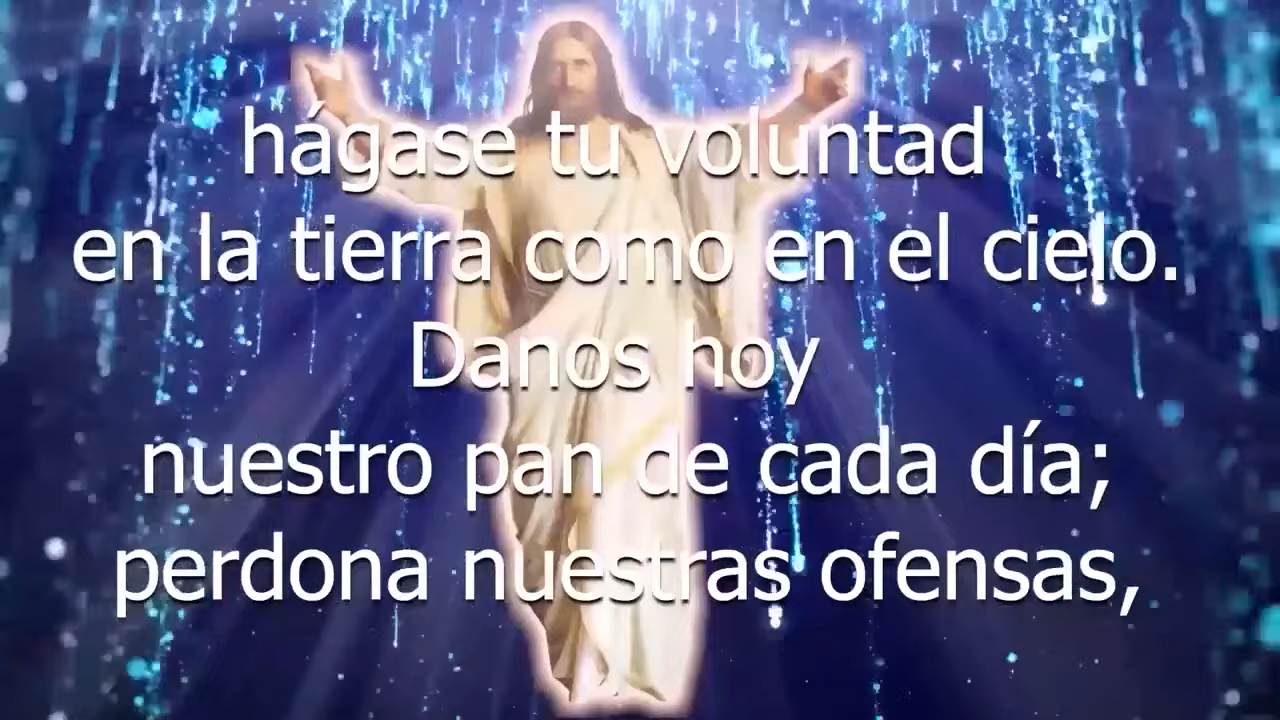 hágase tu voluntad
en la tierra como en el cielo.
Danos hoy
nuestro pan de cada día;
perdona nuestras ofensas,